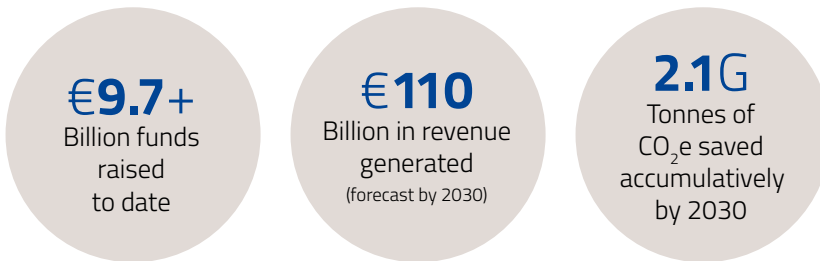 €9.7+
Billion funds
raised
to date
€110
Billion in revenue
generated
(forecast by 2030)
2.1G
Tonnes of
CO₂e saved
accumulatively
by 2030